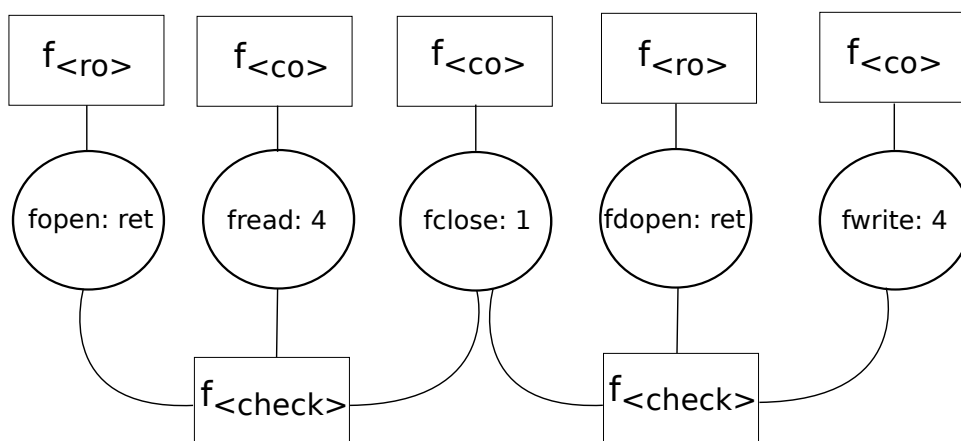 f<ro>
f<co>
f<co>
f<ro>
f<co>
fopen: ret
fread: 4
fclose: 1
fdopen: ret
fwrite: 4
f<check>
f<check>